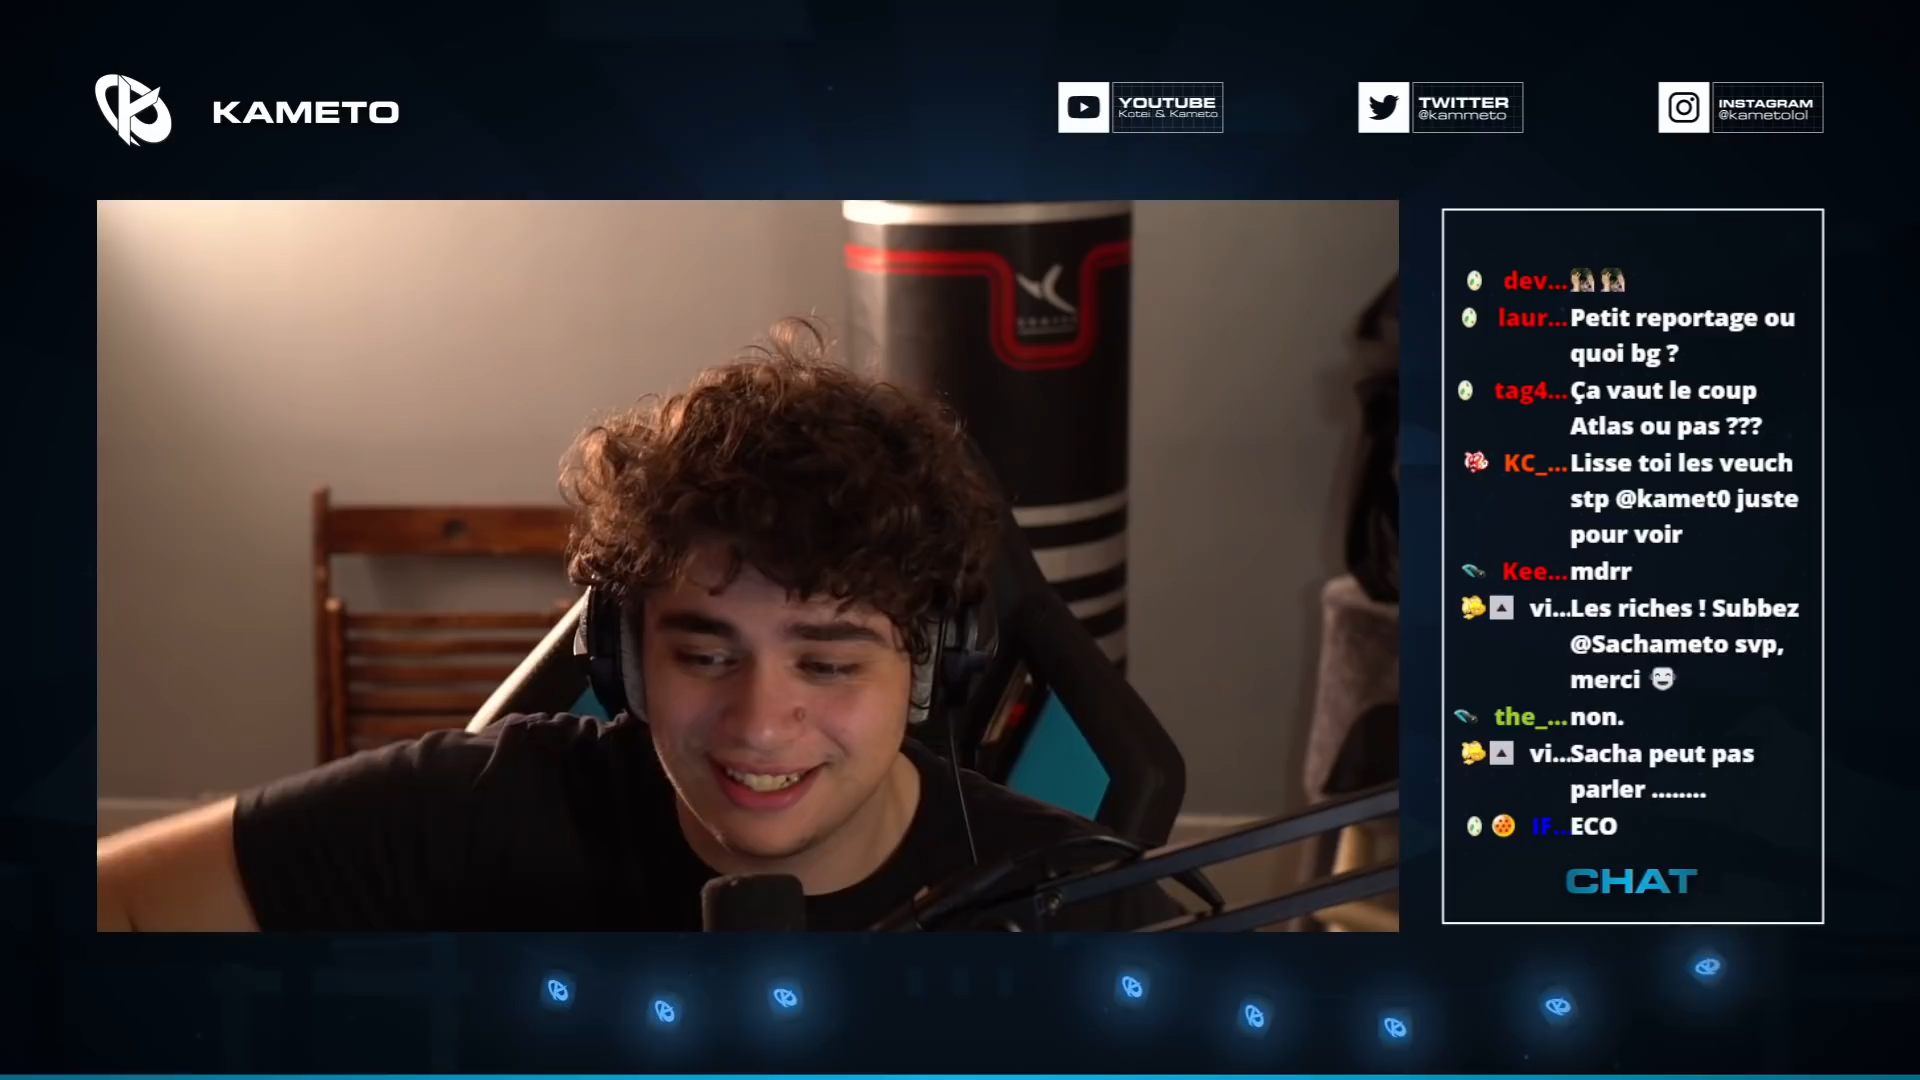 KAMETO
YOUTUBE
Kotei & Kameto
TWITTER
@kammeto
INSTAGRAM
@kametolol
dev...
laur... Petit reportage ou
quoi bg ?
tag4... Ça vaut le coup
Atlas ou pas ???
KC_... Lisse toi les veuch
stp @kamet0 juste
pour voir
Kee... mdrr
vi... Les riches ! Subbez
@Sachameto svp,
merci
the_... non.
vi... Sacha peut pas
parler ........
IF... ECO
CHAT